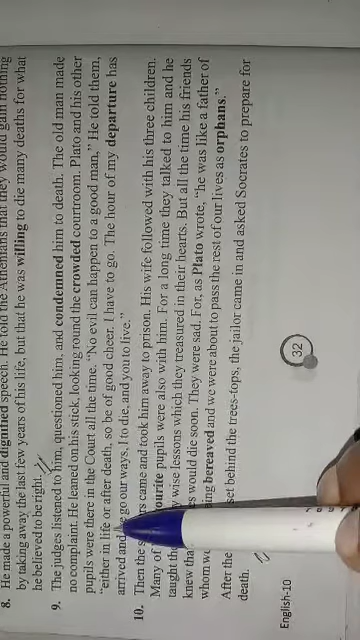 8. He made a powerful and dignified speech. He told the Athenians that they would gain nothing
by taking away the last few years of his life, but that he was willing to die many deaths for what
he believed to be right.
9. The judges listened to him, questioned him, and condemned him to death. The old man made
no complaint. He leaned on his stick, looking round the crowded courtroom. Plato and his other
pupils were there in the Court all the time. "No evil can happen to a good man," He told them,
"either in life or after death, so be of good cheer. I have to go. The hour of my departure has
arrived and we go our ways, I to die, and you to live."
10. Then the came and took him away to prison. His wife followed with his three children.
Many of pupils were also with him. For a long time they talked to him and he
taught wise lessons which they treasured in their hearts. But all the time his friends
knew would die soon. They were sad. For, as Plato wrote, "he was like a father of
whom bereaved and we were about to pass the rest of our lives as orphans."
After the set behind the trees-tops, the jailor came in and asked Socrates to prepare for
death.
English-10
32